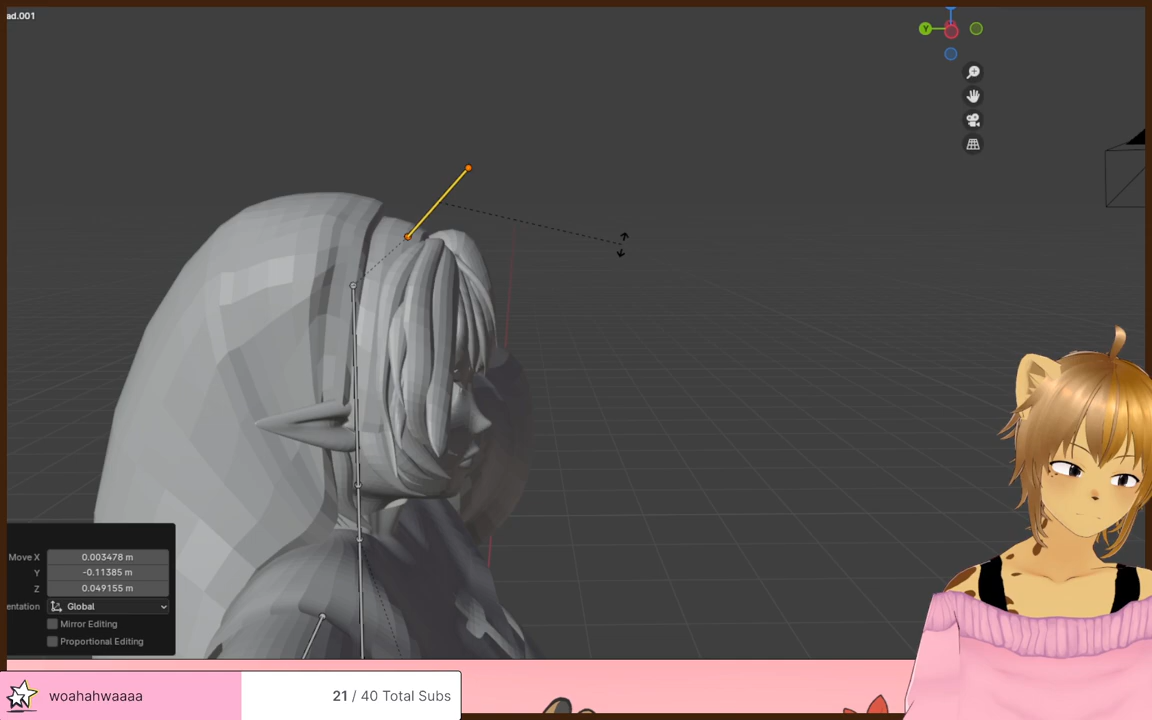 ad.001
Y
Move X 0.003478 m
Y -0.11385 m
Z 0.049155 m
entation Global
Mirror Editing
Proportional Editing
woahahwaaaa 21 / 40 Total Subs